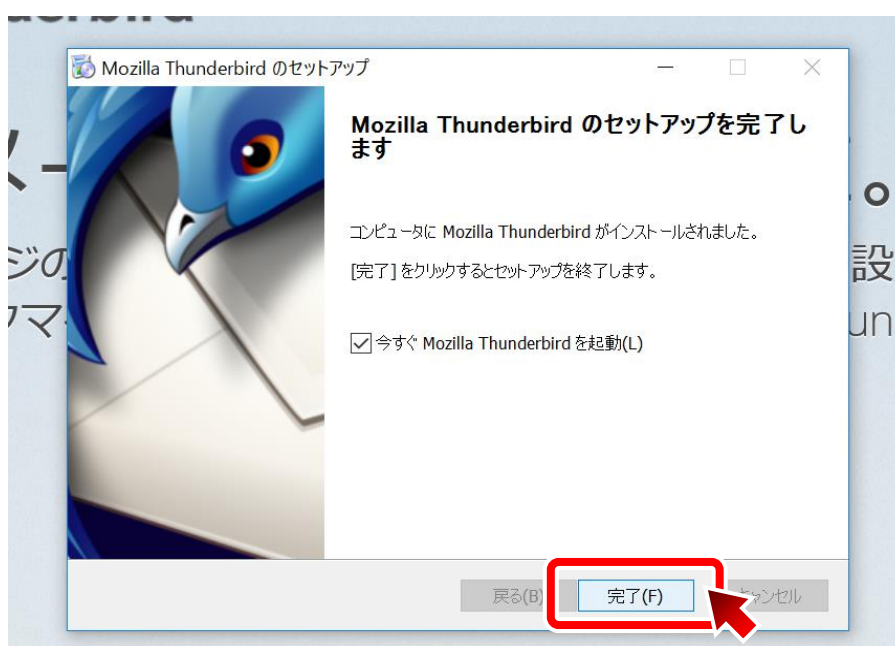 Mozilla Thunderbird のセットアップ
Mozilla Thunderbird のセットアップを完了し
ます
コンピュータに Mozilla Thunderbird がインストールされました。
[完了] をクリックするとセットアップを終了します。
今すぐ Mozilla Thunderbird を起動(L)
戻る(B)
完了(F)
キャンセル